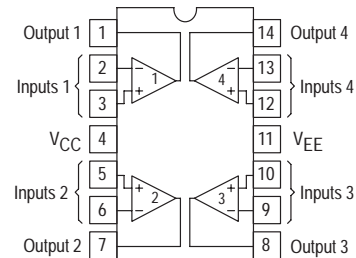 Output 1 1 14 Output 4
2 − − 13
Inputs 1 1 4 Inputs 4
3 + + 12
VCC 4 11 VEE
5 + + 10
Inputs 2 2 3 Inputs 3
6 − − 9
Output 2 7 8 Output 3